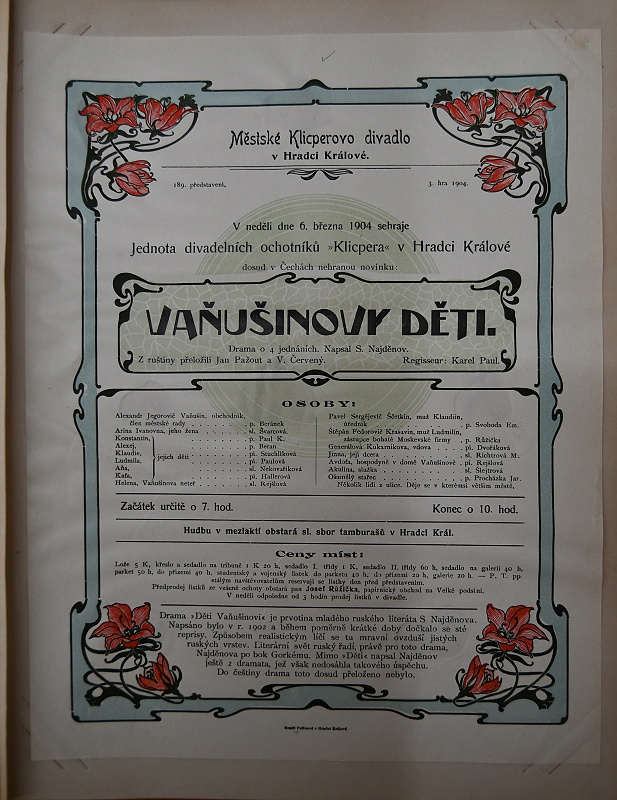 Městské Klicperovo divadlo
v Hradci Králové.
189. představení.
3. hra 1904.
V neděli dne 6. března 1904 sehraje
Jednota divadelních ochotníků »Klicpera« v Hradci Králové
dosud v Čechách nehranou novinku:
VAŇUŠINOVY DĚTI.
Drama o 4 jednáních. Napsal S. Najděnov.
Z ruštiny přeložili Jan Pažout a V. Červený. Regisseur: Karel Paul.
OSOBY:
Alexandr Jegorovič Vaňušin, obchodník,
člen městské rady . . . . . . . p. Beránek
Arina Ivanovna, jeho žena . . . . . sl. Švarcová.
Konstantin, . . . . . . . p. Paul K.
Alexej, . . . . . . . p. Beran
Klaudie, . . . . . . . pí. Stuchlíková
Ludmila, } jejich děti . . . . pí. Paulová
Aňa, . . . . . . . sl. Nekovaříková
Kaťa, . . . . . . . pí. Hallerová
Helena, Vaňušinova neteř . . . . . sl. Rejšlová
Pavel Sergějevič Ščetkin, muž Klaudiin,
úředník . . . . . . . p. Svoboda Em.
Štěpán Fedorovič Krasavin, muž Ludmilin,
zástupce bohaté Moskevské firmy . p. Růžička
Generálová Kukarnikova, vdova . . . pí. Dvořáková
Jinna, její dcera . . . . . . sl. Richtrová M.
Avdoťa, hospodyně v domě Vaňušinově . pí. Rejšlová
Akulina, služka . . . . . . sl. Šlejtrová
Ošumělý stařec . . . . . . p. Procházka Jar.
Několik lidí z ulice. Děje se v kterémsi větším městě,
Začátek určitě o 7. hod. Konec o 10. hod.
Hudbu v meziaktí obstará sl. sbor tamburašů v Hradci Král.
Ceny míst:
Lože 5 K, křeslo a sedadlo na tribuně 1 K 20 h, sedadlo I. třídy 1 K, sedadlo II. třídy 60 h, sedadlo na galerii 40 h,
parket 50 h, do přízemí 40 h, studentský a vojenský lístek do parketu 40 h, do přízemí 20 h, galerie 20 h. — P. T. pp.
stálým navštěvovatelům reservují se lístky den před představením.
Předprodej lístků ze vzácné ochoty obstará pan Josef Růžička, papírnický obchod na Velké podsíni.
V neděli odpoledne od 3 hodin prodej lístků v divadle.
Drama »Děti Vaňušinovi« je prvotina mladého ruského literáta S Najděnova.
Napsáno bylo v r. 1902 a během poměrně krátké doby dočkalo se sté
reprisy. Způsobem realistickým líčí se tu mravní ovzduší jistých
ruských vrstev. Literární svět ruský řadí, právě pro toto drama,
Najděnova po bok Gorkému. Mimo »Děti« napsal Najděnov
ještě 2 dramata, jež však nedosáhla takového úspěchu.
Do češtiny drama toto dosud přeloženo nebylo.